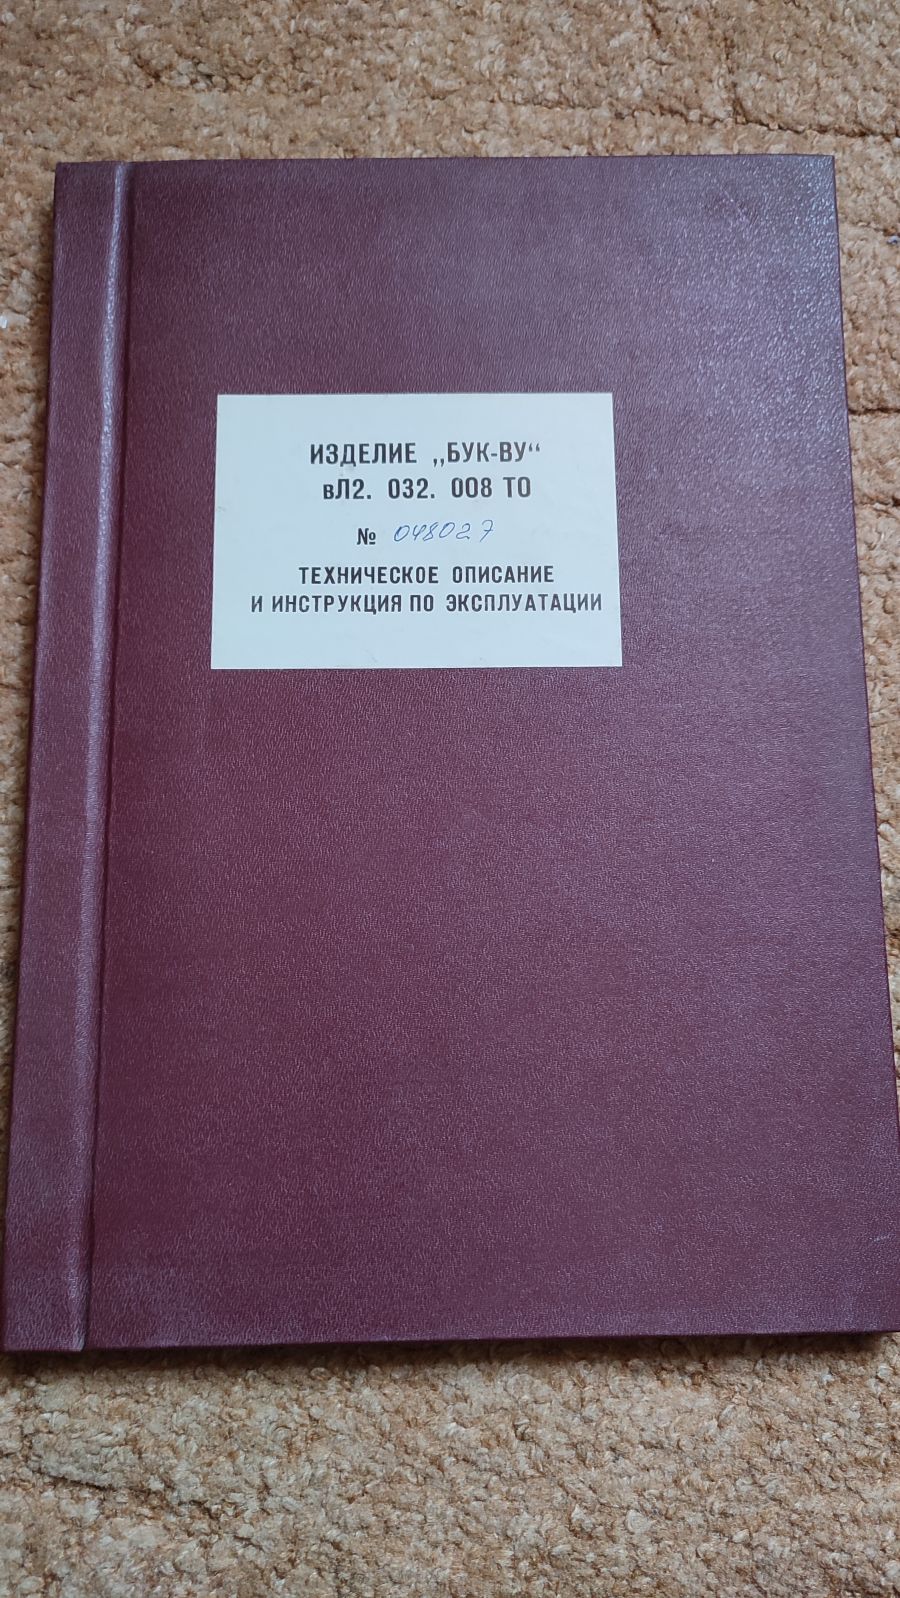 ИЗДЕЛИЕ „БУК-ВУ“
вЛ2. 032. 008 ТО
№ 048027
ТЕХНИЧЕСКОЕ ОПИСАНИЕ
И ИНСТРУКЦИЯ ПО ЭКСПЛУАТАЦИИ